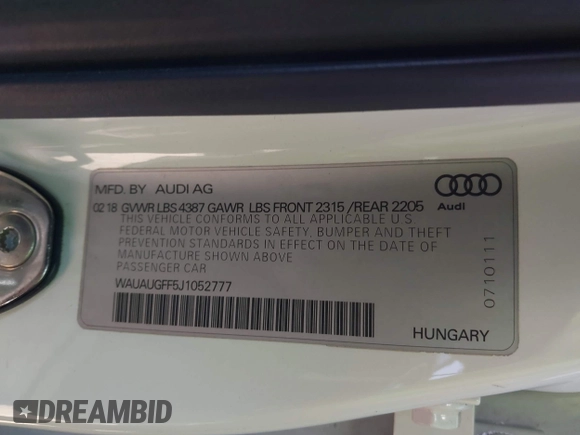 MFD. BY AUDI AG
02 18 GVWR LBS 4387 GAWR LBS FRONT 2315 /REAR 2205
THIS VEHICLE CONFORMS TO ALL APPLICABLE U.S.
FEDERAL MOTOR VEHICLE SAFETY, BUMPER AND THEFT
PREVENTION STANDARDS IN EFFECT ON THE DATE OF
MANUFACTURE SHOWN ABOVE
PASSENGER CAR
WAUAUGFF5J1052777
Audi
0710111
HUNGARY
DREAMBID